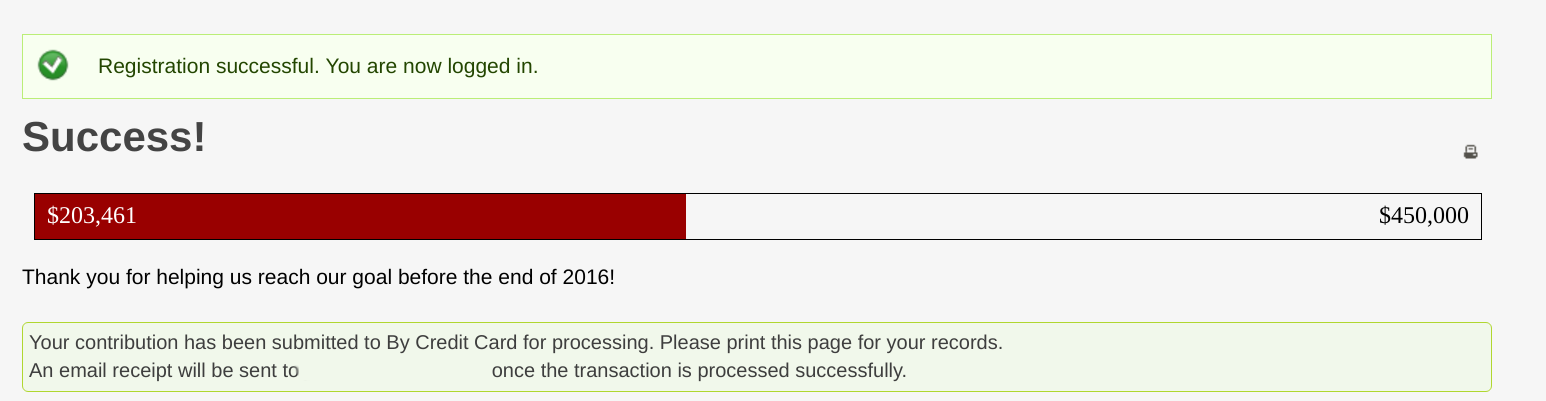 Registration successful. You are now logged in.
Success!
$203,461 $450,000
Thank you for helping us reach our goal before the end of 2016!
Your contribution has been submitted to By Credit Card for processing. Please print this page for your records.
An email receipt will be sent to once the transaction is processed successfully.